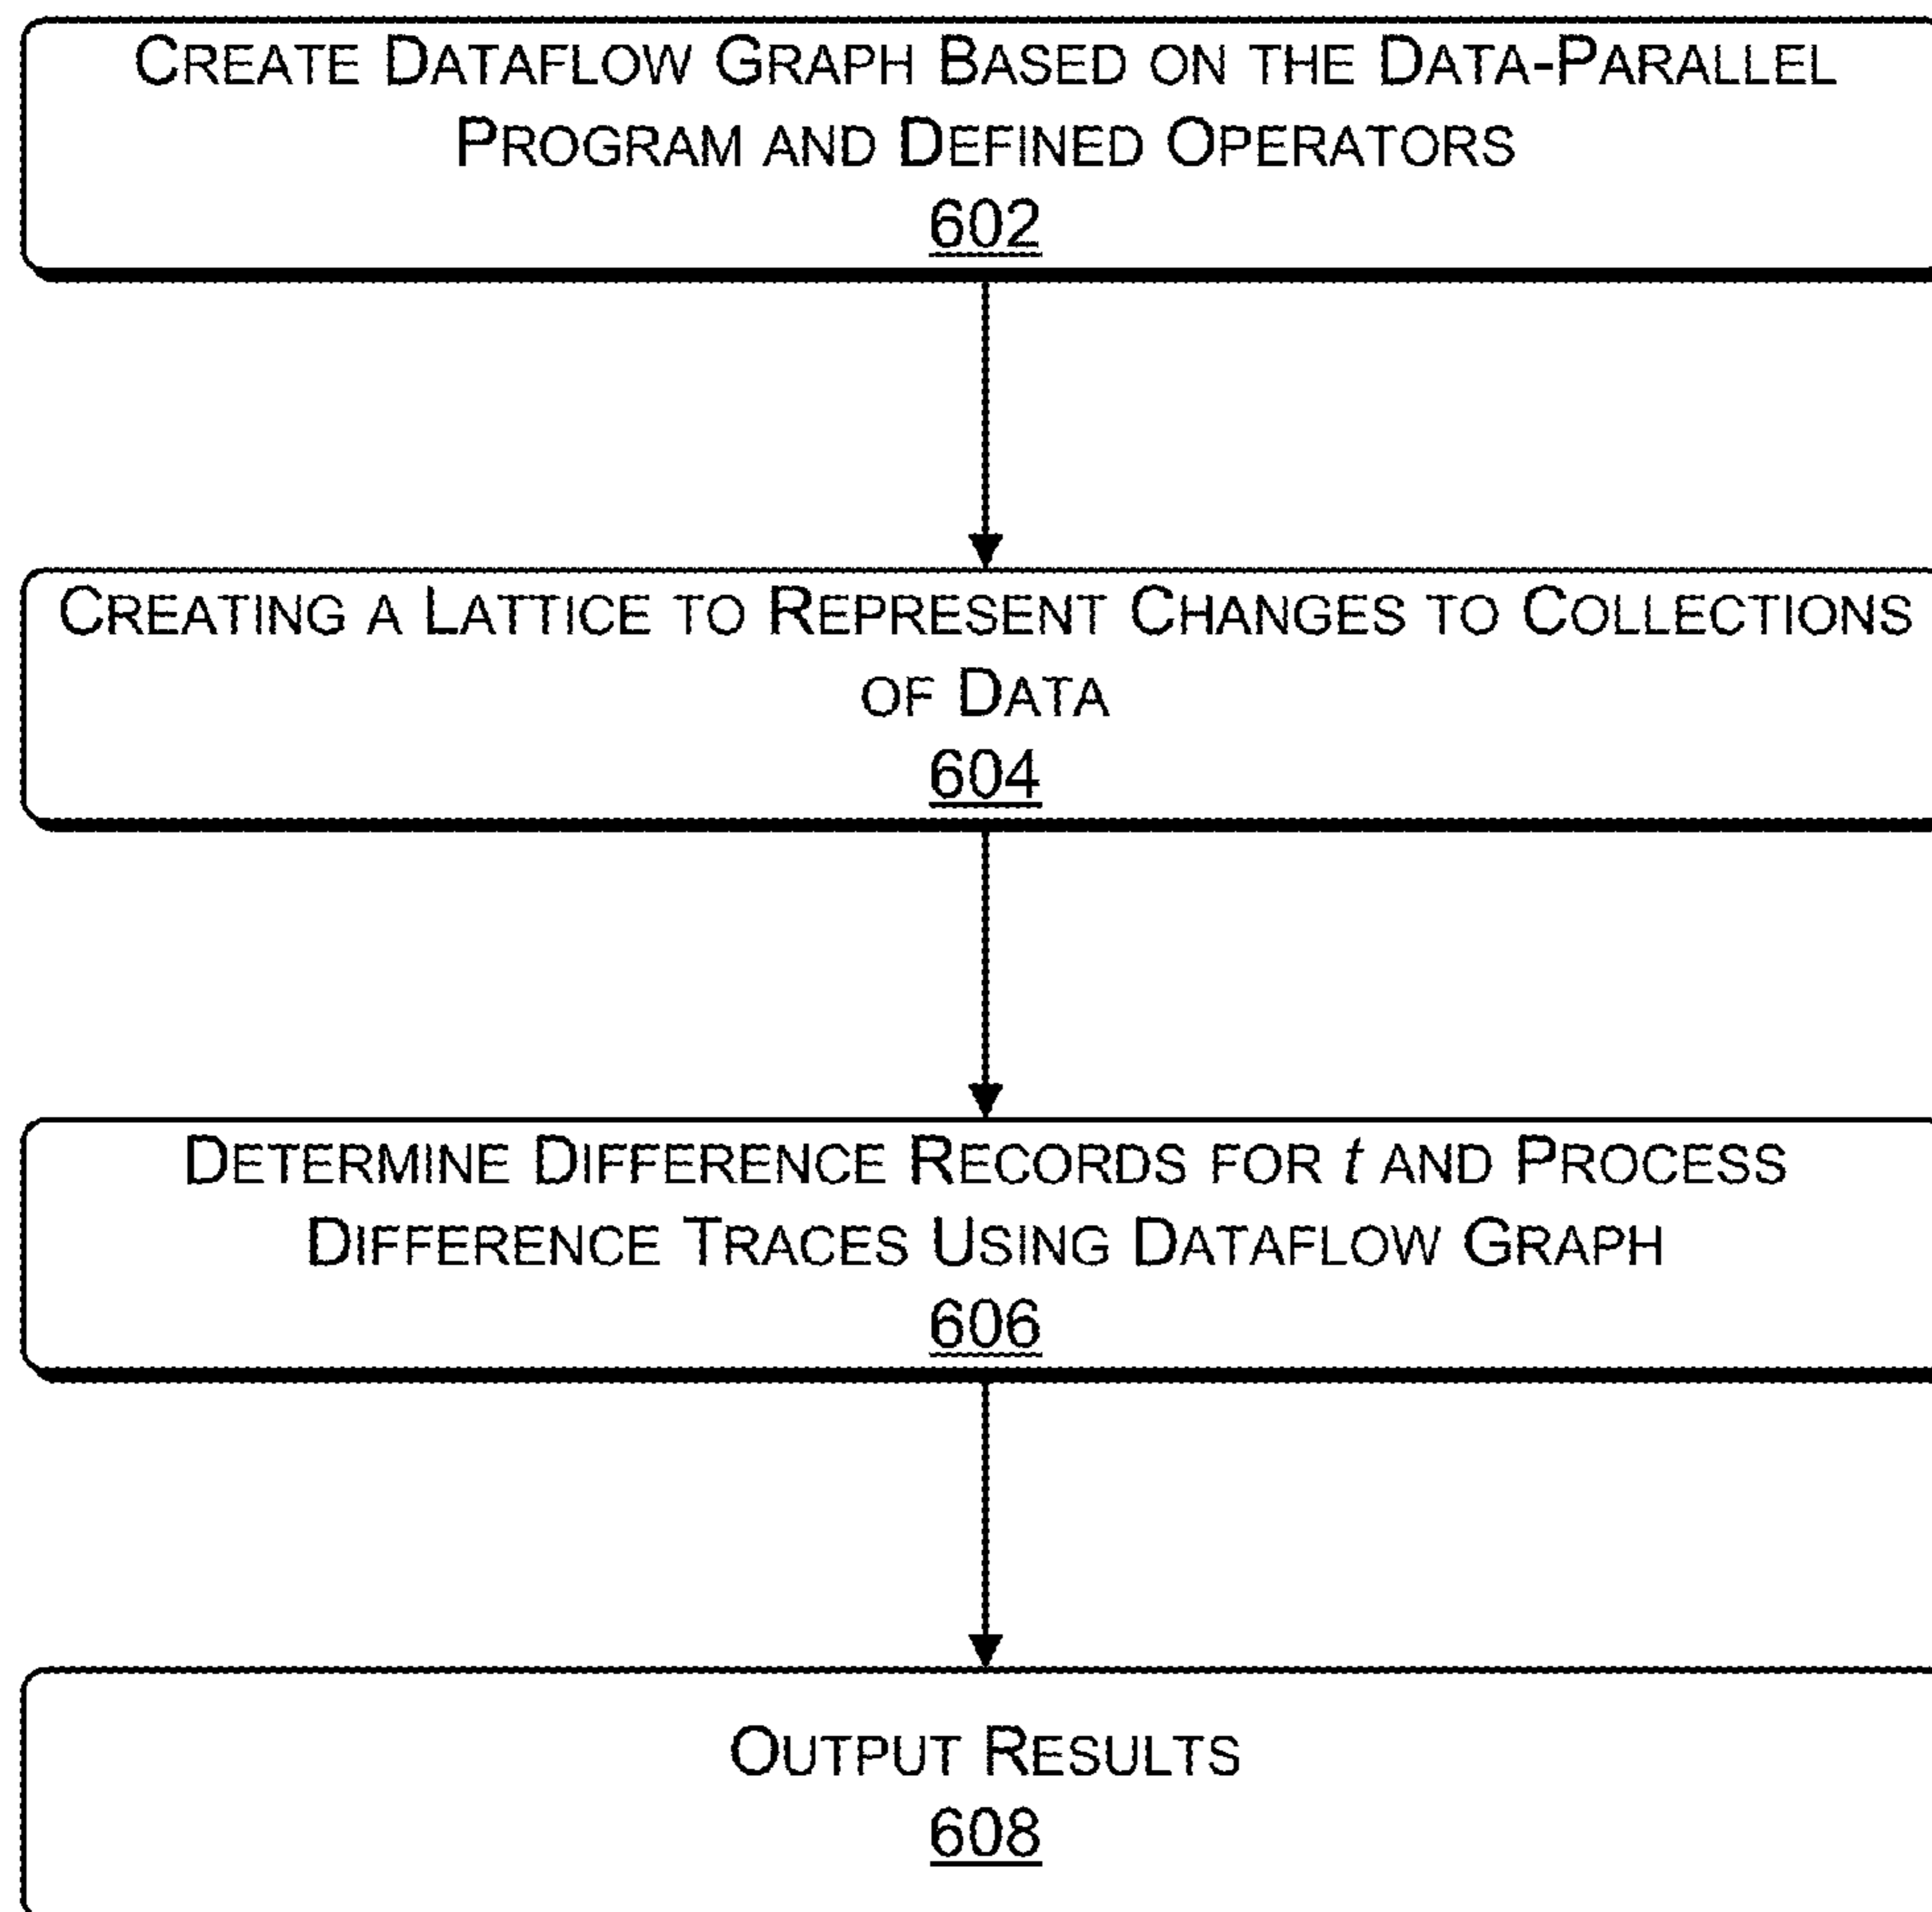 CREATE DATAFLOW GRAPH BASED ON THE DATA-PARALLEL
PROGRAM AND DEFINED OPERATORS
602
CREATING A LATTICE TO REPRESENT CHANGES TO COLLECTIONS
OF DATA
604
DETERMINE DIFFERENCE RECORDS FOR t AND PROCESS
DIFFERENCE TRACES USING DATAFLOW GRAPH
606
OUTPUT RESULTS
608